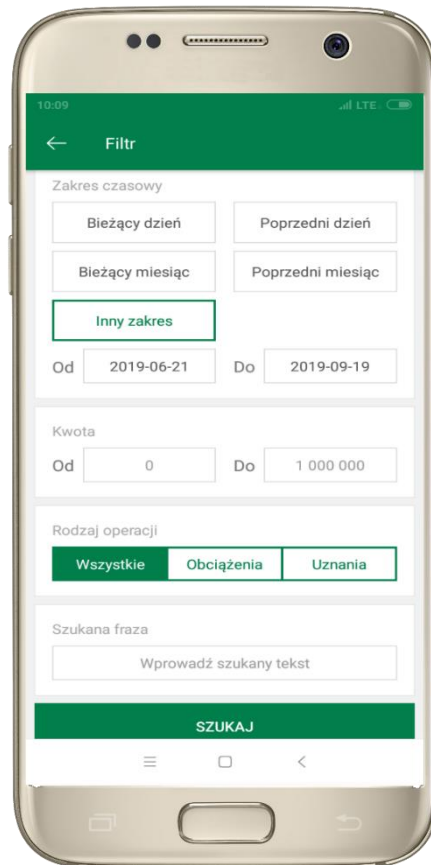 10:09 LTE
Filtr
Zakres czasowy
Bieżący dzień Poprzedni dzień
Bieżący miesiąc Poprzedni miesiąc
Inny zakres
Od 2019-06-21 Do 2019-09-19
Kwota
Od 0 Do 1 000 000
Rodzaj operacji
Wszystkie Obciążenia Uznania
Szukana fraza
Wprowadź szukany tekst
SZUKAJ